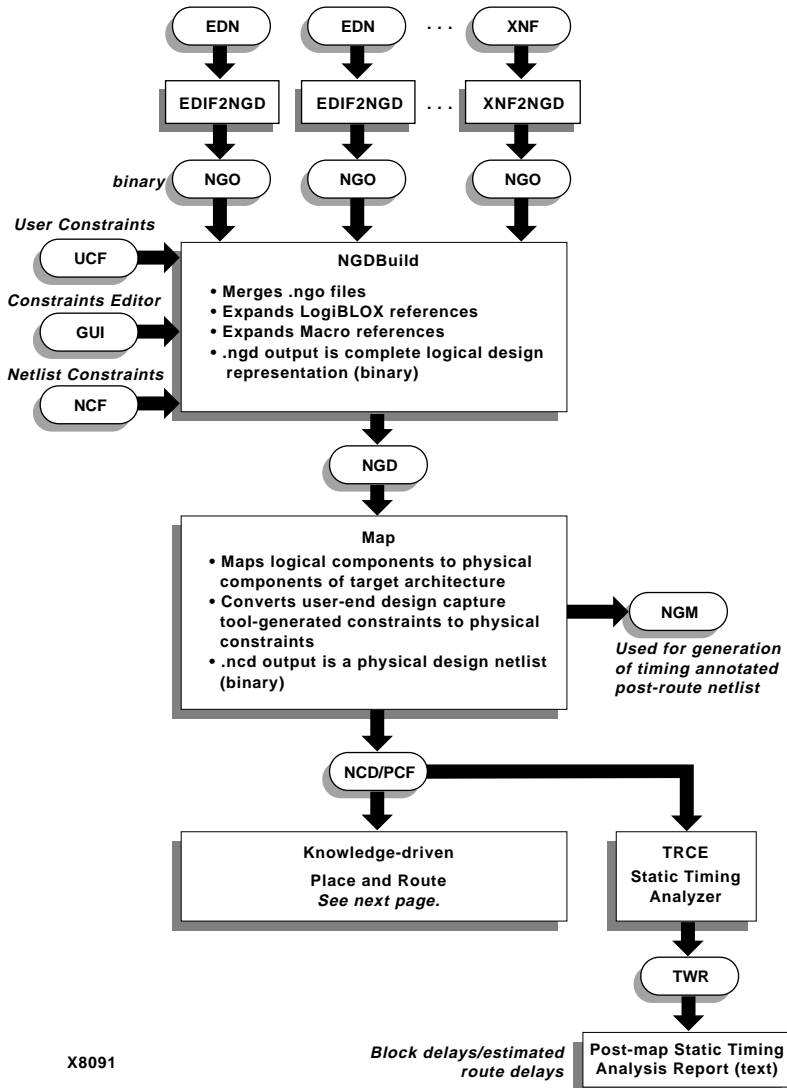 EDN
EDN
. . .
XNF
EDIF2NGD
EDIF2NGD
. . .
XNF2NGD
binary
NGO
NGO
NGO
User Constraints
UCF
Constraints Editor
GUI
Netlist Constraints
NCF
NGDBuild
• Merges .ngo files
• Expands LogiBLOX references
• Expands Macro references
• .ngd output is complete logical design
representation (binary)
NGD
Map
• Maps logical components to physical
components of target architecture
• Converts user-end design capture
tool-generated constraints to physical
constraints
• .ncd output is a physical design netlist
(binary)
NGM
Used for generation
of timing annotated
post-route netlist
NCD/PCF
Knowledge-driven
Place and Route
See next page.
TRCE
Static Timing
Analyzer
TWR
Block delays/estimated
route delays
Post-map Static Timing
Analysis Report (text)
X8091